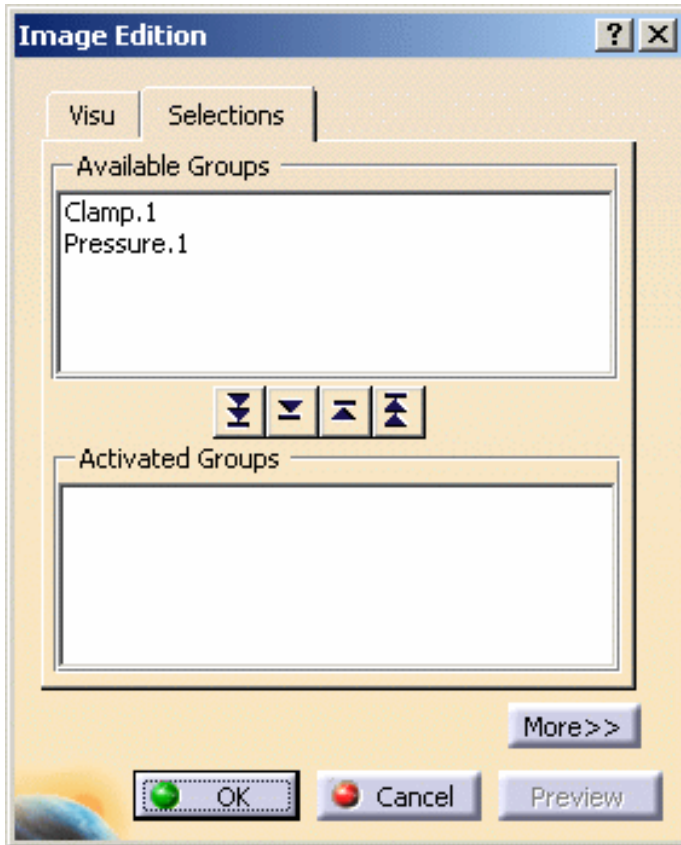 Image Edition
Visu Selections
Available Groups
Clamp.1
Pressure.1
Activated Groups
More>>
OK Cancel Preview